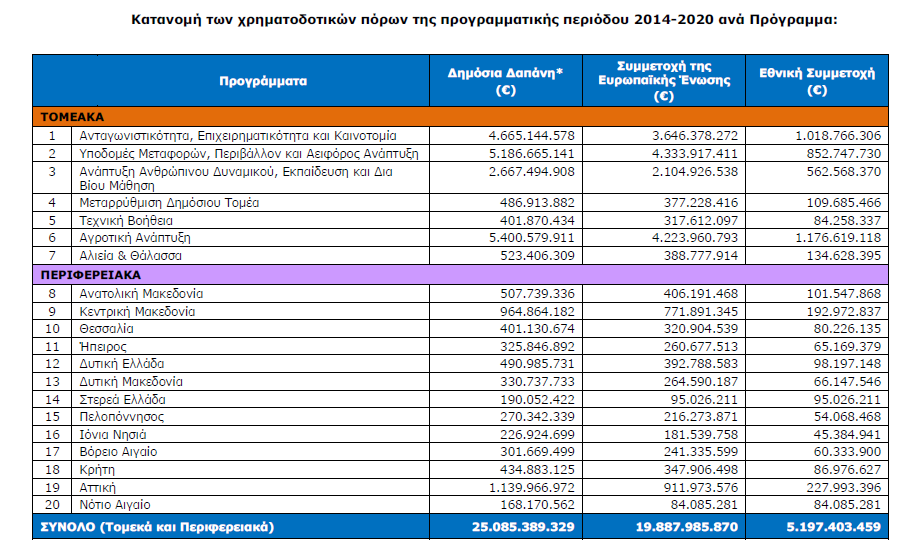 Κατανομή των χρηματοδοτικών πόρων της προγραμματικής περιόδου 2014-2020 ανά Πρόγραμμα:
Προγράμματα Δημόσια Δαπάνη* (€) Συμμετοχή της Ευρωπαϊκής Ένωσης (€) Εθνική Συμμετοχή (€)
ΤΟΜΕΑΚΑ
1 Ανταγωνιστικότητα, Επιχειρηματικότητα και Καινοτομία 4.665.144.578 3.646.378.272 1.018.766.306
2 Υποδομές Μεταφορών, Περιβάλλον και Αειφόρος Ανάπτυξη 5.186.665.141 4.333.917.411 852.747.730
3 Ανάπτυξη Ανθρώπινου Δυναμικού, Εκπαίδευση και Δια 2.667.494.908 2.104.926.538 562.568.370
Βίου Μάθηση
4 Μεταρρύθμιση Δημόσιου Τομέα 486.913.882 377.228.416 109.685.466
5 Τεχνική Βοήθεια 401.870.434 317.612.097 84.258.337
6 Αγροτική Ανάπτυξη 5.400.579.911 4.223.960.793 1.176.619.118
7 Αλιεία & Θάλασσα 523.406.309 388.777.914 134.628.395
ΠΕΡΙΦΕΡΕΙΑΚΑ
8 Ανατολική Μακεδονία 507.739.336 406.191.468 101.547.868
9 Κεντρική Μακεδονία 964.864.182 771.891.345 192.972.837
10 Θεσσαλία 401.130.674 320.904.539 80.226.135
11 Ήπειρος 325.846.892 260.677.513 65.169.379
12 Δυτική Ελλάδα 490.985.731 392.788.583 98.197.148
13 Δυτική Μακεδονία 330.737.733 264.590.187 66.147.546
14 Στερεά Ελλάδα 190.052.422 95.026.211 95.026.211
15 Πελοπόννησος 270.342.339 216.273.871 54.068.468
16 Ιόνια Νησιά 226.924.699 181.539.758 45.384.941
17 Βόρειο Αιγαίο 301.669.499 241.335.599 60.333.900
18 Κρήτη 434.883.125 347.906.498 86.976.627
19 Αττική 1.139.966.972 911.973.576 227.993.396
20 Νότιο Αιγαίο 168.170.562 84.085.281 84.085.281
ΣΥΝΟΛΟ (Τομεκά και Περιφερειακά) 25.085.389.329 19.887.985.870 5.197.403.459